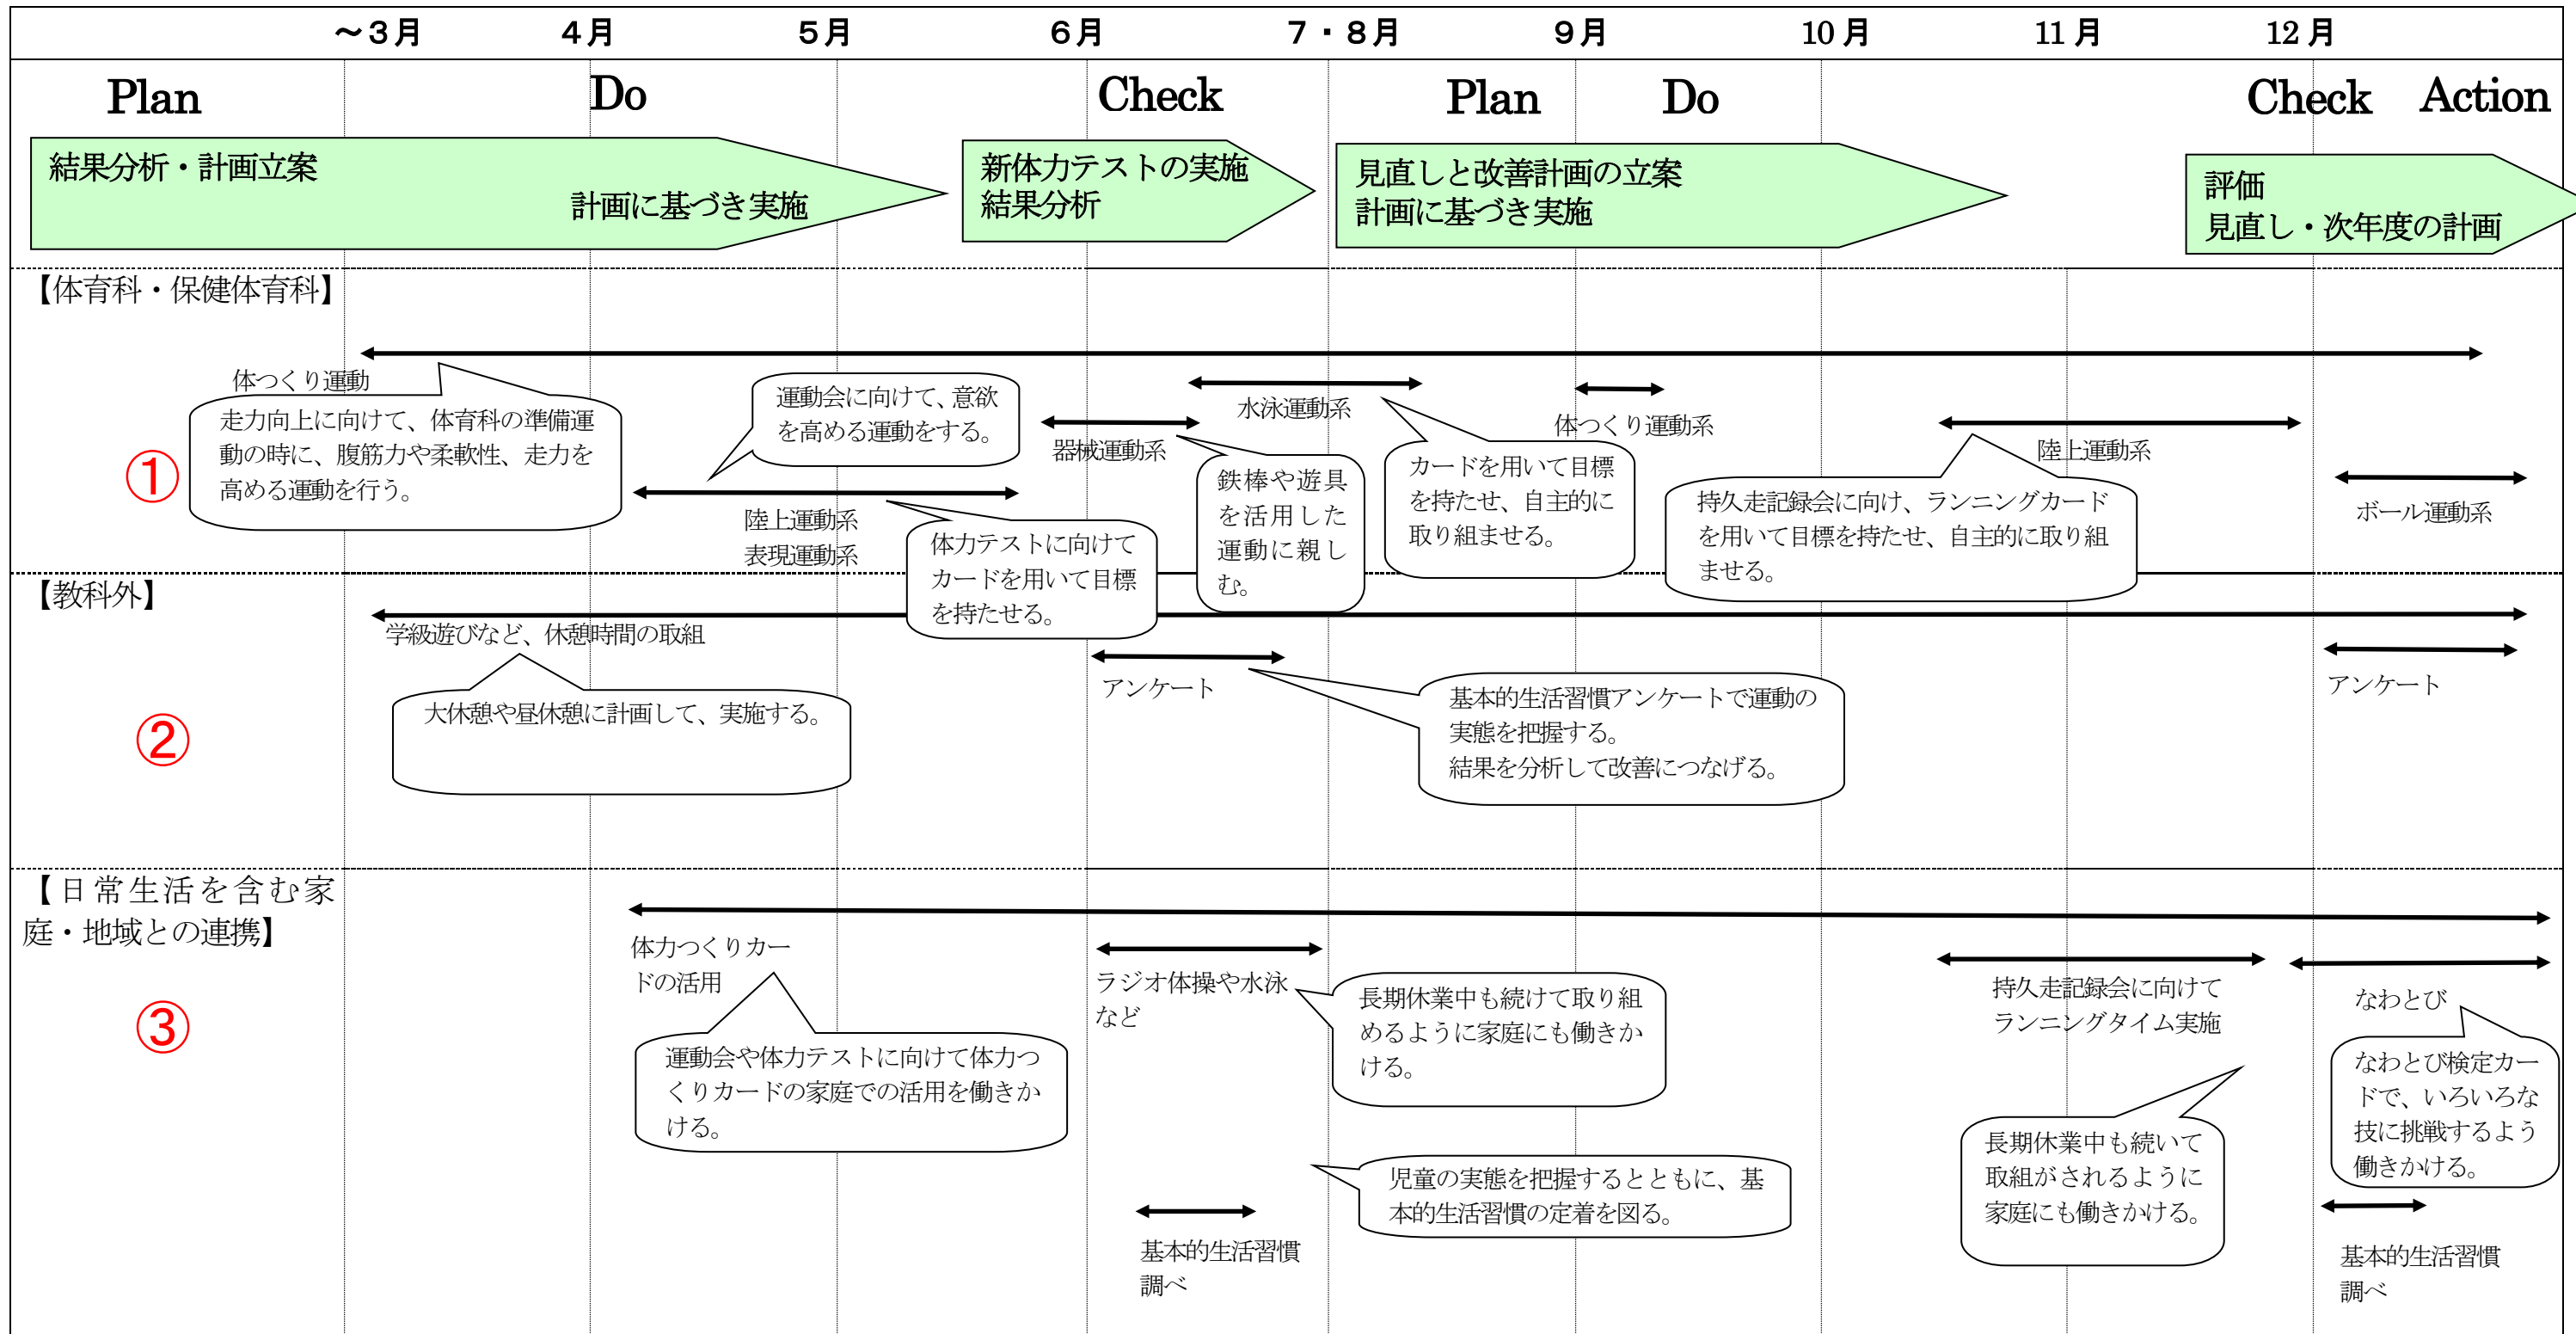 ～３月
４月
５月
６月
７・８月
９月
10 月
11 月
12 月
Plan
Do
Check
Plan
Do
Check
Action
結果分析・計画立案
計画に基づき実施
新体力テストの実施
結果分析
見直しと改善計画の立案
計画に基づき実施
評価
見直し・次年度の計画
【体育科・保健体育科】
①
体つくり運動
走力向上に向けて、体育科の準備運
動の時に、腹筋力や柔軟性、走力を
高める運動を行う。
運動会に向けて、意欲
を高める運動をする。
陸上運動系
表現運動系
体力テストに向けて
カードを用いて目標
を持たせる。
器械運動系
鉄棒や遊具
を活用した
運動に親し
む。
水泳運動系
カードを用いて目標
を持たせ、自主的に
取り組ませる。
体つくり運動系
陸上運動系
持久走記録会に向け、ランニングカード
を用いて目標を持たせ、自主的に取り組
ませる。
ボール運動系
【教科外】
②
学級遊びなど、休憩時間の取組
大休憩や昼休憩に計画して、実施する。
アンケート
基本的生活習慣アンケートで運動の
実態を把握する。
結果を分析して改善につなげる。
アンケート
【日常生活を含む家
庭・地域との連携】
③
体力つくりカー
ドの活用
運動会や体力テストに向けて体力つ
くりカードの家庭での活用を働きか
ける。
ラジオ体操や水泳
など
長期休業中も続けて取り組
めるように家庭にも働きか
ける。
児童の実態を把握するとともに、基
本的生活習慣の定着を図る。
基本的生活習慣
調べ
持久走記録会に向けて
ランニングタイム実施
長期休業中も続いて
取組がされるように
家庭にも働きかける。
なわとび
なわとび検定カー
ドで、いろいろな
技に挑戦するよう
働きかける。
基本的生活習慣
調べ